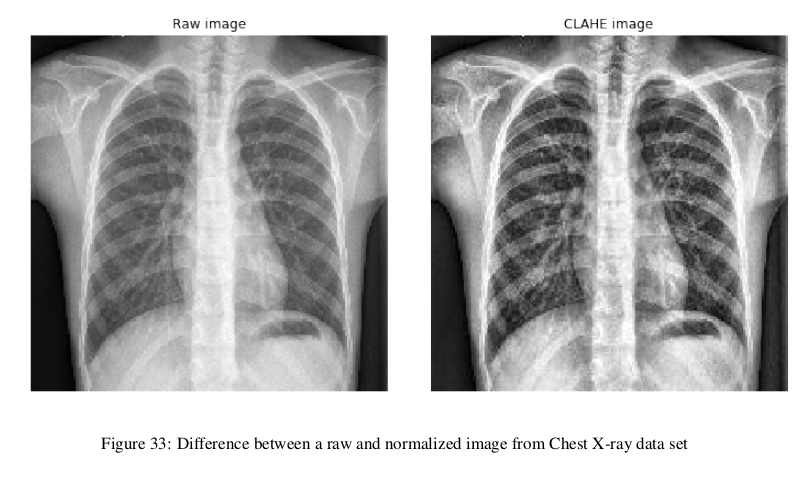 Raw image
CLAHE image
Figure 33: Difference between a raw and normalized image from Chest X-ray data set